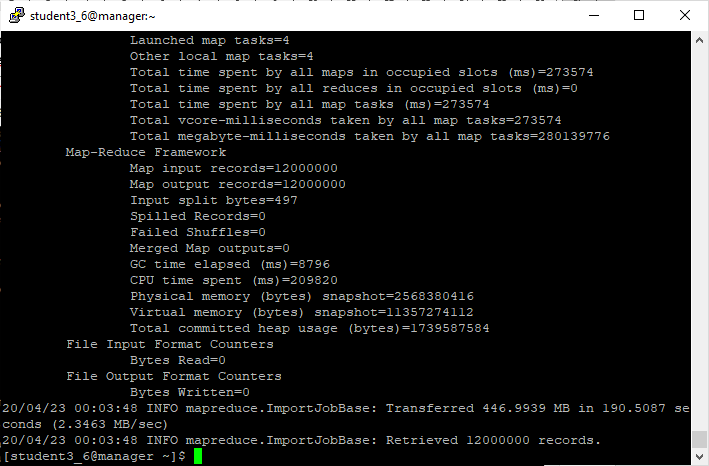 student3_6@manager:~
Launched map tasks=4
Other local map tasks=4
Total time spent by all maps in occupied slots (ms)=273574
Total time spent by all reduces in occupied slots (ms)=0
Total time spent by all map tasks (ms)=273574
Total vcore-milliseconds taken by all map tasks=273574
Total megabyte-milliseconds taken by all map tasks=280139776
Map-Reduce Framework
Map input records=12000000
Map output records=12000000
Input split bytes=497
Spilled Records=0
Failed Shuffles=0
Merged Map outputs=0
GC time elapsed (ms)=8796
CPU time spent (ms)=209820
Physical memory (bytes) snapshot=2568380416
Virtual memory (bytes) snapshot=11357274112
Total committed heap usage (bytes)=1739587584
File Input Format Counters
Bytes Read=0
File Output Format Counters
Bytes Written=0
20/04/23 00:03:48 INFO mapreduce.ImportJobBase: Transferred 446.9939 MB in 190.5087 se
conds (2.3463 MB/sec)
20/04/23 00:03:48 INFO mapreduce.ImportJobBase: Retrieved 12000000 records.
[student3_6@manager ~]$